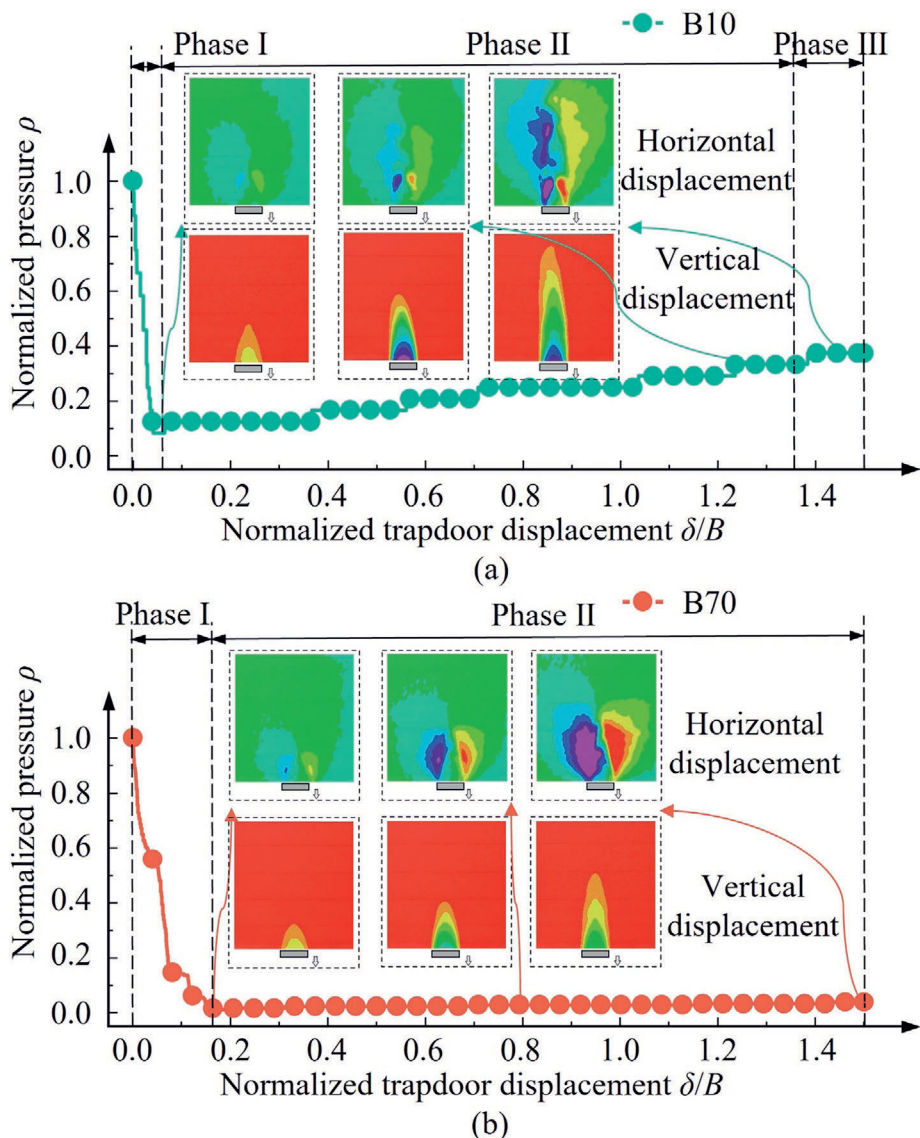 B10
Phase I
Phase II
Phase III
Normalized pressure ρ
1.0
0.8
0.6
0.4
0.2
0.0
Horizontal
displacement
Vertical
displacement
0.0 0.2 0.4 0.6 0.8 1.0 1.2 1.4
Normalized trapdoor displacement δ/B
(a)
B70
Phase I
Phase II
Normalized pressure ρ
1.0
0.8
0.6
0.4
0.2
0.0
Horizontal
displacement
Vertical
displacement
0.0 0.2 0.4 0.6 0.8 1.0 1.2 1.4
Normalized trapdoor displacement δ/B
(b)